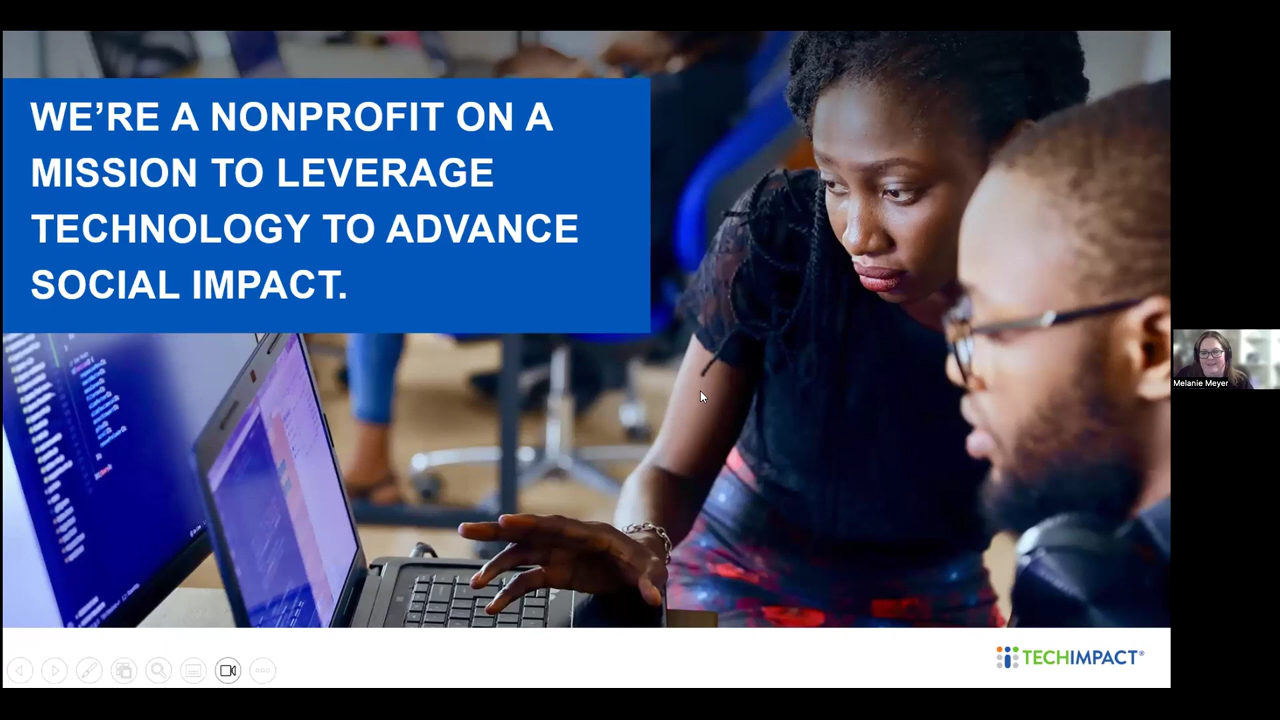 WE’RE A NONPROFIT ON A
MISSION TO LEVERAGE
TECHNOLOGY TO ADVANCE
SOCIAL IMPACT.
Melanie Meyer
TECHIMPACT®